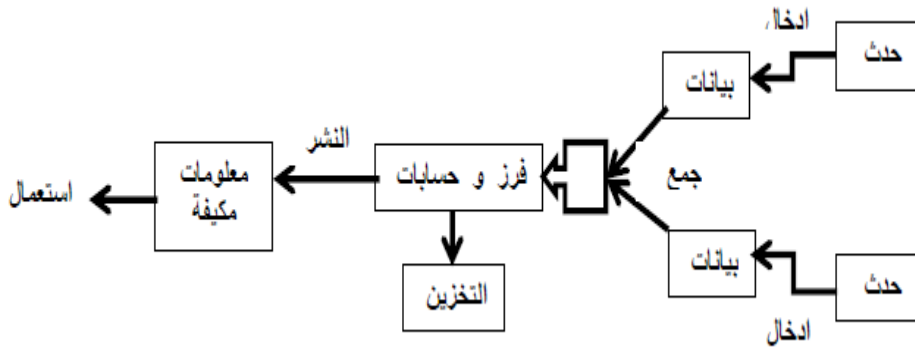 حدث
ادخال
بيانات
جمع
حدث
ادخال
بيانات
فرز و حسابات
التخزين
النشر
معلومات
مكيفة
استعمال